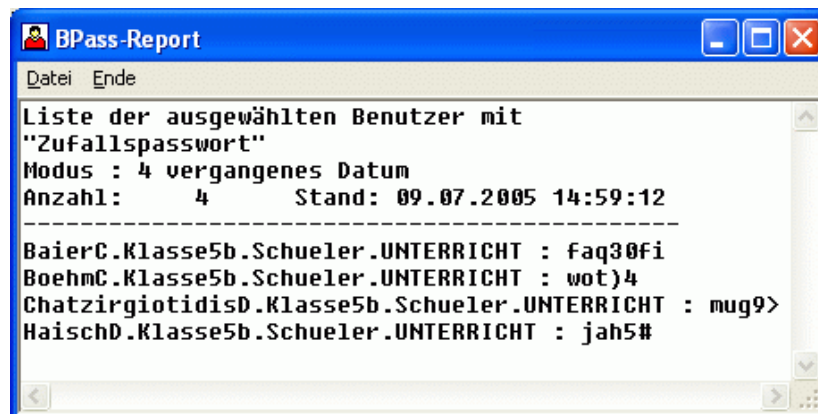 BPass-Report
Datei Ende
Liste der ausgewählten Benutzer mit
"Zufallspasswort"
Modus : 4 vergangenes Datum
Anzahl: 4 Stand: 09.07.2005 14:59:12
------------------------------------------------
BaierC.Klasse5b.Schueler.UNTERRICHT : faq30fi
BoehmC.Klasse5b.Schueler.UNTERRICHT : wot)4
ChatzirgiotidisD.Klasse5b.Schueler.UNTERRICHT : mug9>
HaischD.Klasse5b.Schueler.UNTERRICHT : jah5#